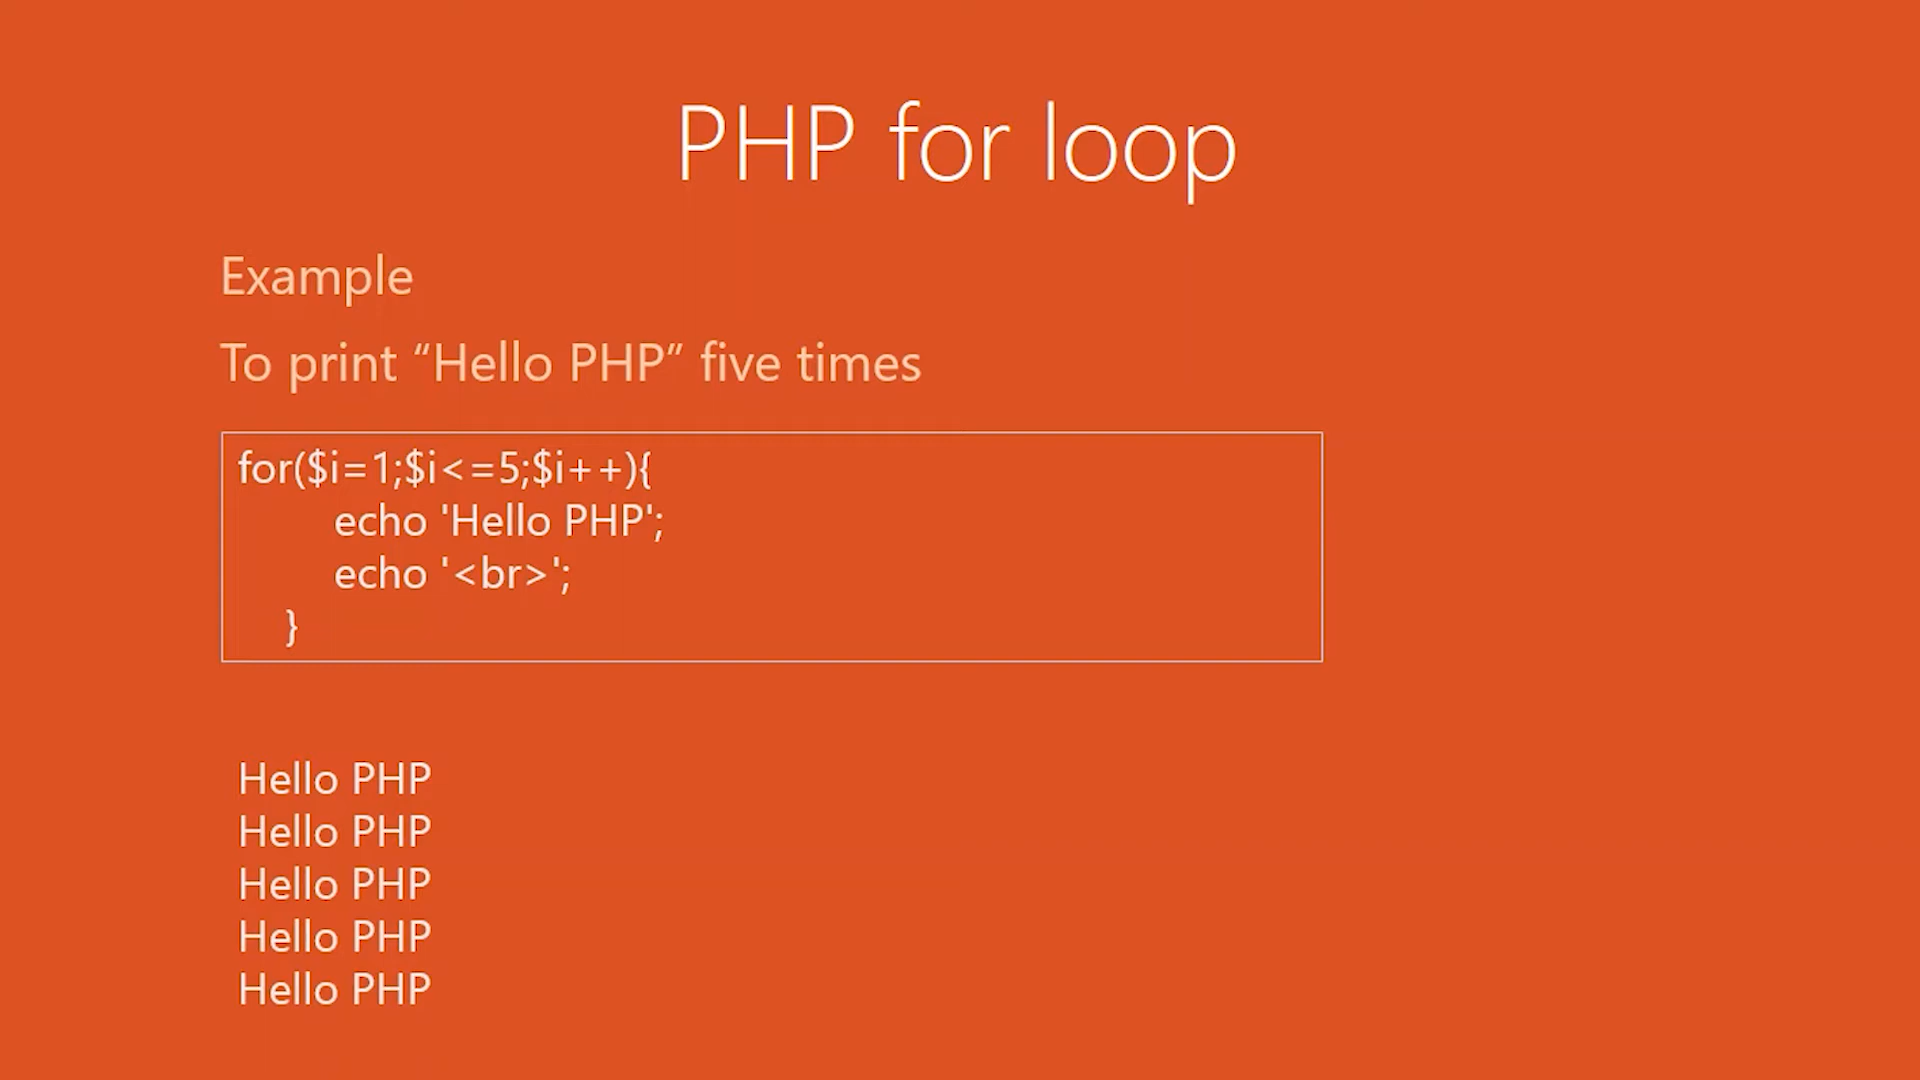 PHP for loop
Example
To print “Hello PHP” five times
for($i=1;$i<=5;$i++){
echo 'Hello PHP';
echo '<br>';
}
Hello PHP
Hello PHP
Hello PHP
Hello PHP
Hello PHP